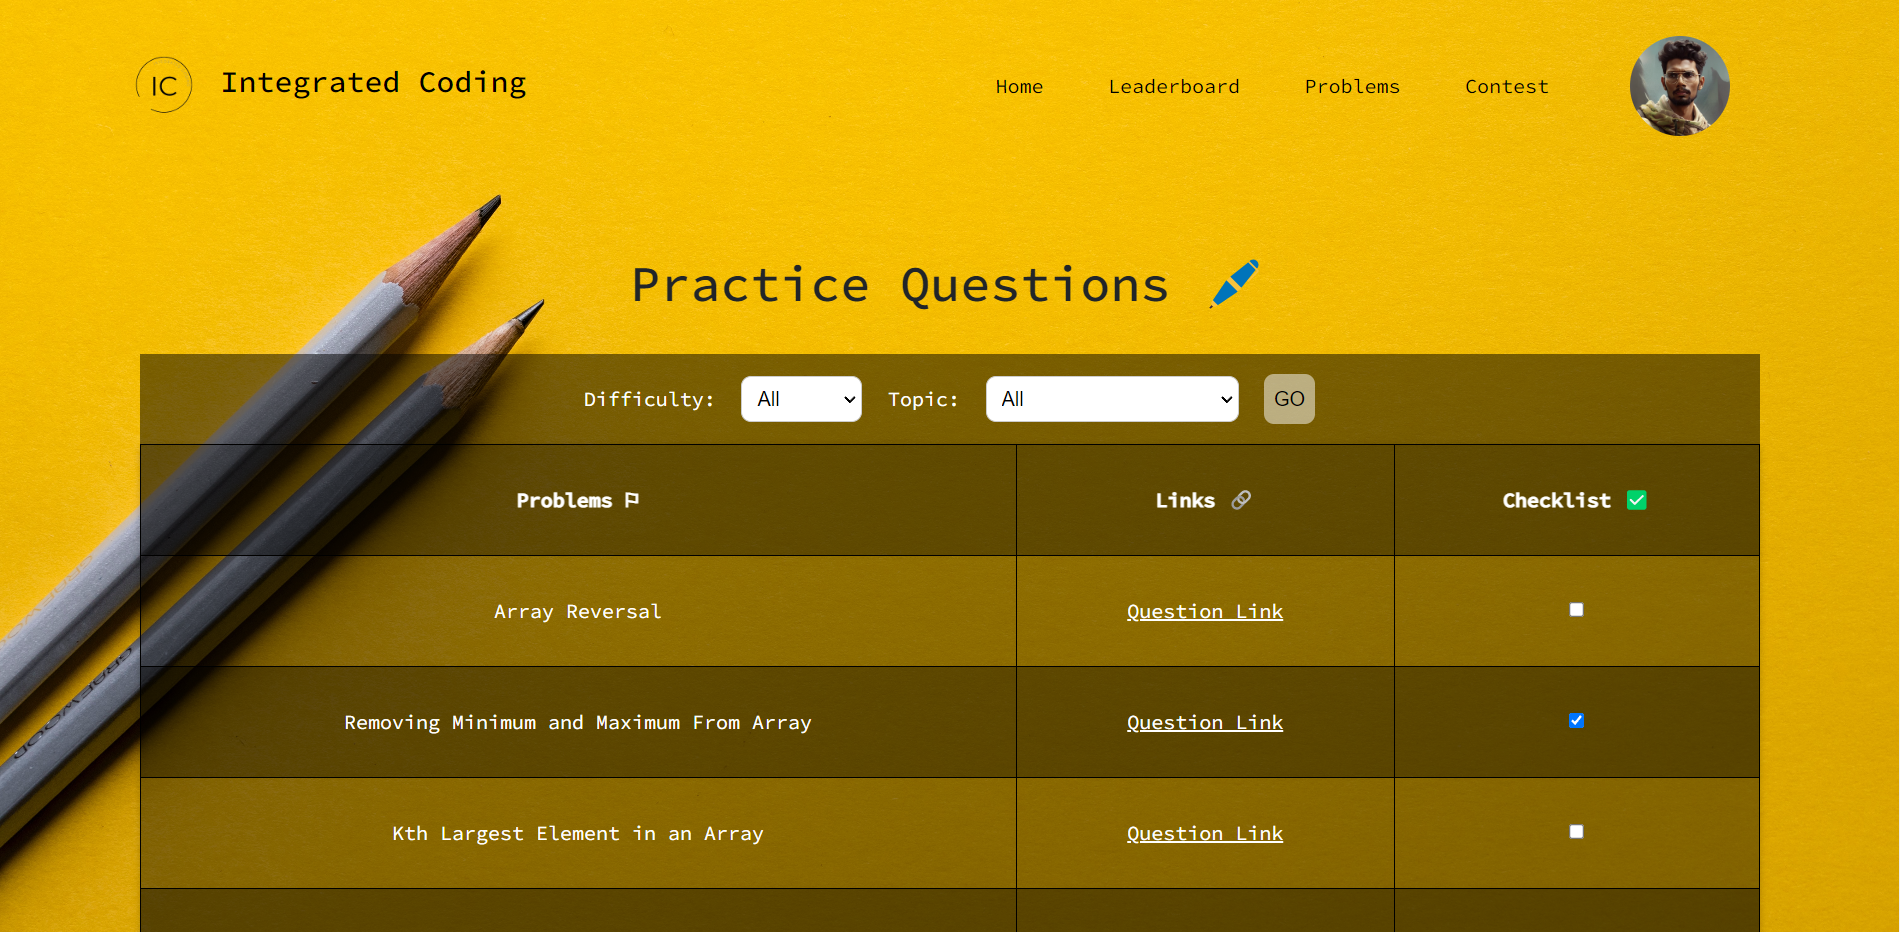 IC Integrated Coding
Home Leaderboard Problems Contest
Practice Questions
Difficulty: All Topic: All GO
Problems Links Checklist
Array Reversal Question Link
Removing Minimum and Maximum From Array Question Link
Kth Largest Element in an Array Question Link